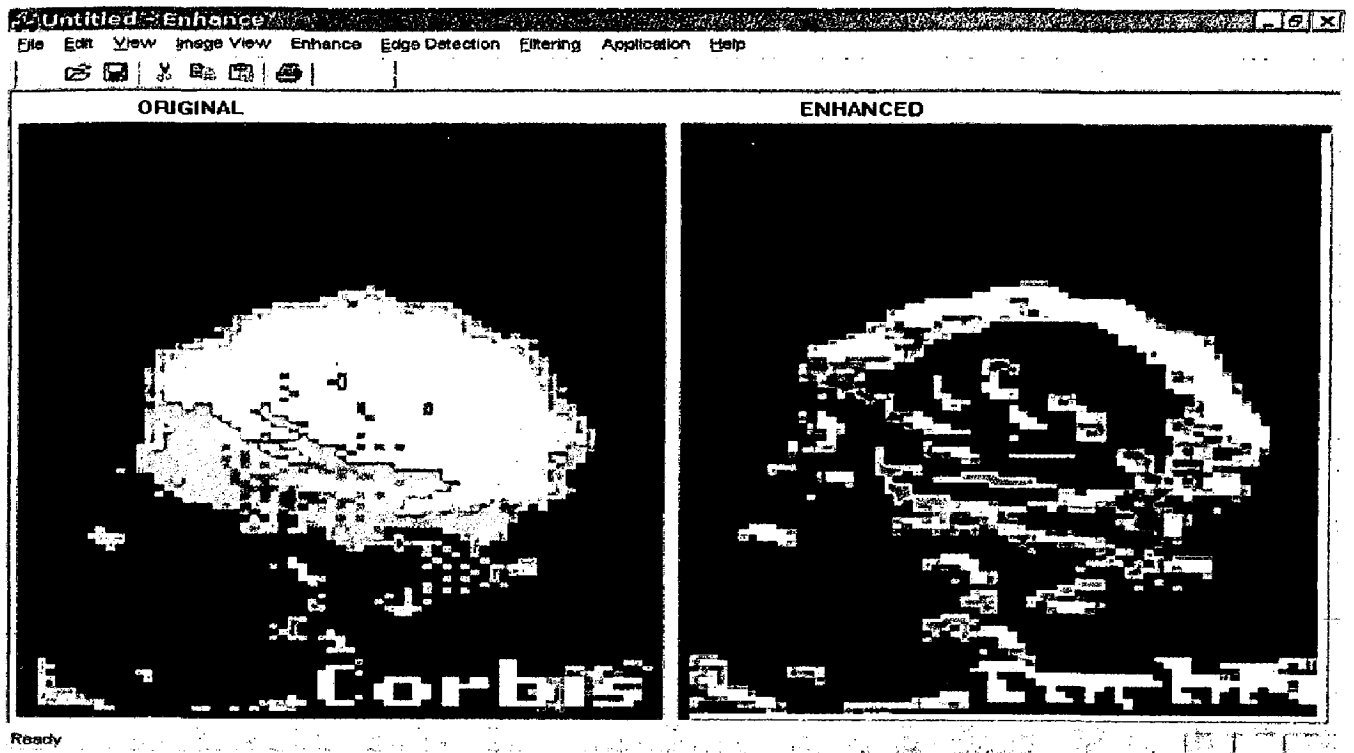 Untitled - Enhance
File Edit View Image View Enhance Edge Detection Filtering Application Help
ORIGINAL
ENHANCED
Corbis
Ready